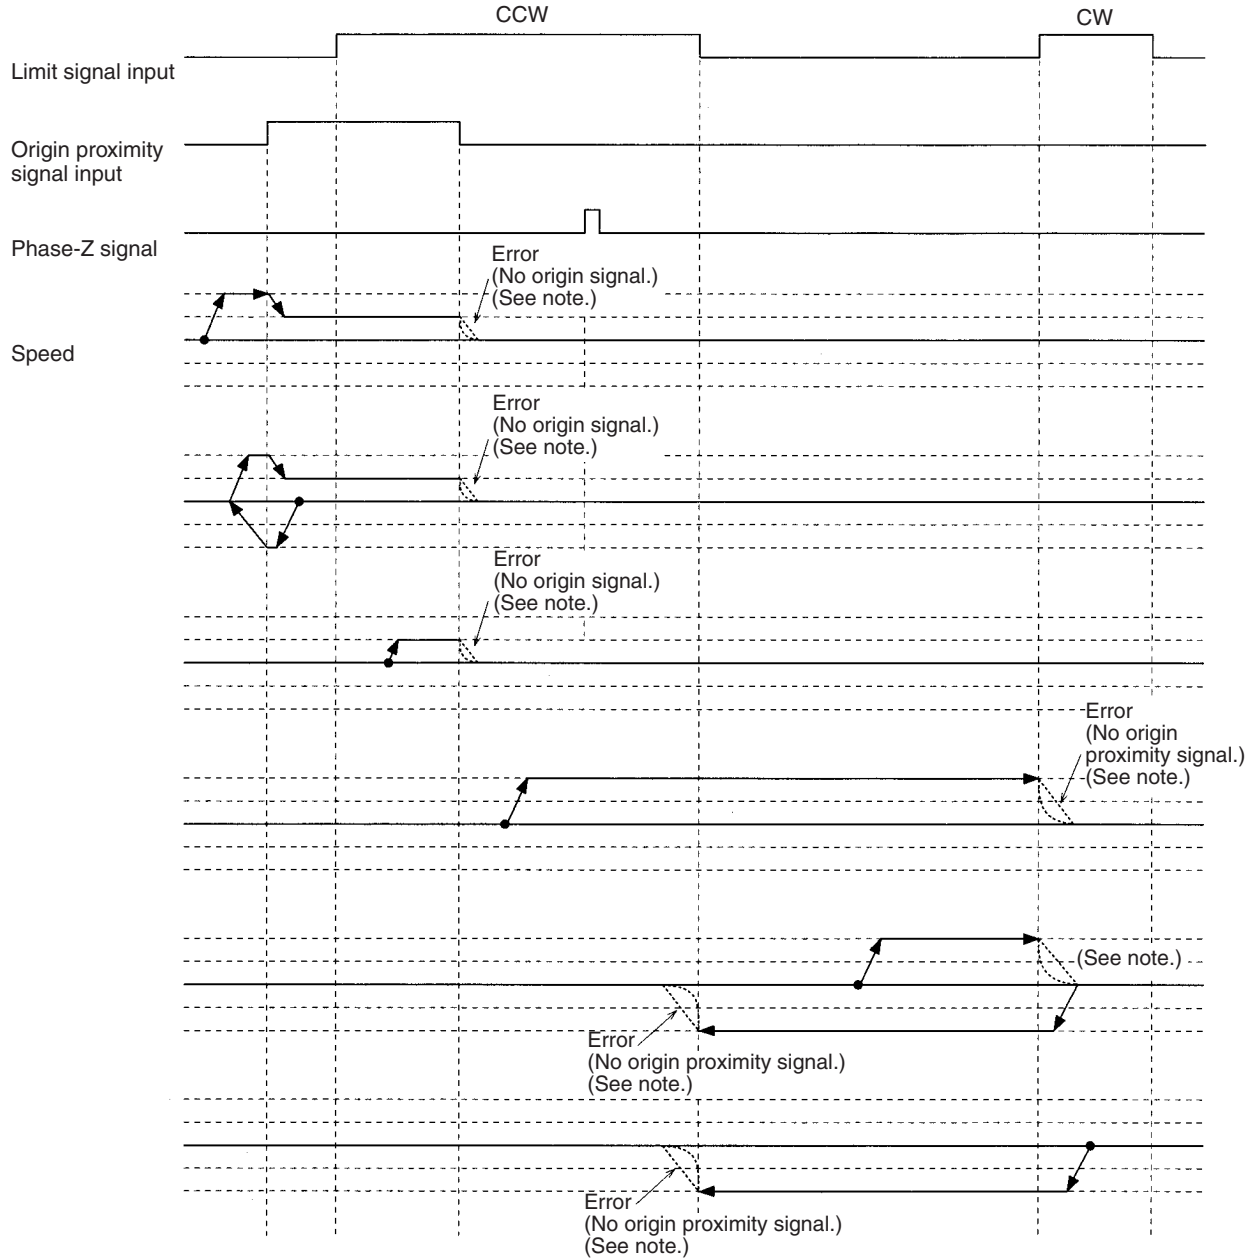 CCW
CW
Limit signal input
Origin proximity
signal input
Phase-Z signal
Error
(No origin signal.)
(See note.)
Speed
Error
(No origin signal.)
(See note.)
Error
(No origin signal.)
(See note.)
Error
(No origin
proximity signal.)
(See note.)
(See note.)
Error
(No origin proximity signal.)
(See note.)
Error
(No origin proximity signal.)
(See note.)